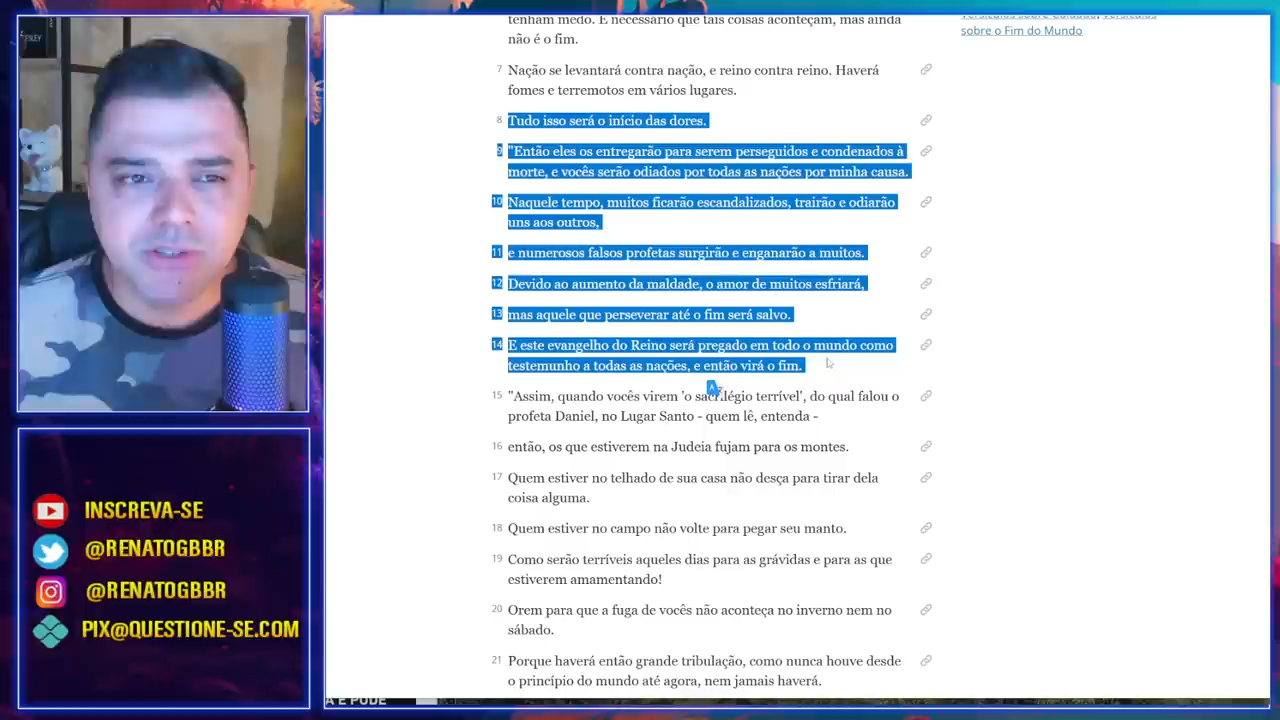 tenham medo. É necessário que tais coisas aconteçam, mas ainda
não é o fim.
7 Nação se levantará contra nação, e reino contra reino. Haverá
fomes e terremotos em vários lugares.
8 Tudo isso será o início das dores.
9 "Então eles os entregarão para serem perseguidos e condenados à
morte, e vocês serão odiados por todas as nações por minha causa.
10 Naquele tempo, muitos ficarão escandalizados, trairão e odiarão
uns aos outros,
11 e numerosos falsos profetas surgirão e enganarão a muitos.
12 Devido ao aumento da maldade, o amor de muitos esfriará,
13 mas aquele que perseverar até o fim será salvo.
14 E este evangelho do Reino será pregado em todo o mundo como
testemunho a todas as nações, e então virá o fim.
15 "Assim, quando vocês virem 'o sacrilégio terrível', do qual falou o
profeta Daniel, no Lugar Santo - quem lê, entenda -
16 então, os que estiverem na Judeia fujam para os montes.
17 Quem estiver no telhado de sua casa não desça para tirar dela
coisa alguma.
18 Quem estiver no campo não volte para pegar seu manto.
19 Como serão terríveis aqueles dias para as grávidas e para as que
estiverem amamentando!
20 Orem para que a fuga de vocês não aconteça no inverno nem no
sábado.
21 Porque haverá então grande tribulação, como nunca houve desde
o princípio do mundo até agora, nem jamais haverá.
Versículos sobre Cuidado, Versículos
sobre o Fim do Mundo
INSCREVA-SE
@RENATOGBBR
@RENATOGBBR
PIX@QUESTIONE-SE.COM
A E PODE